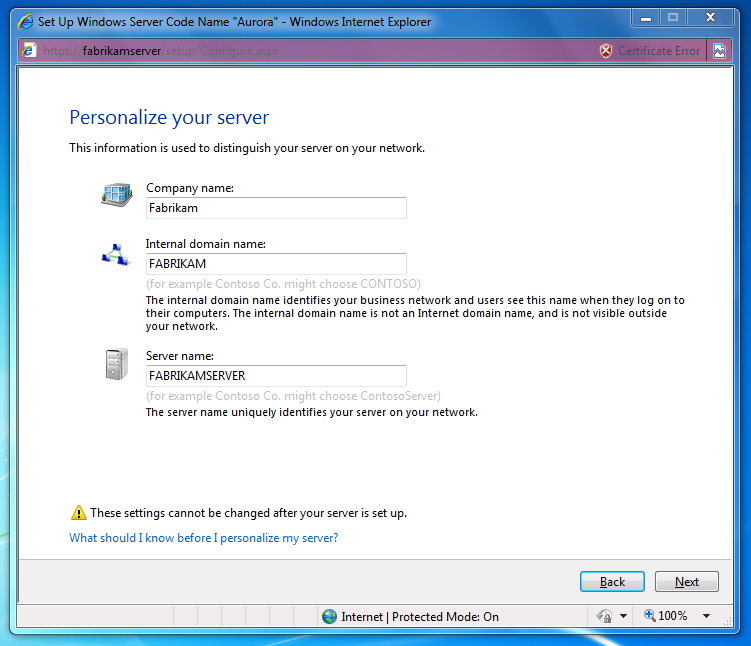 Set Up Windows Server Code Name "Aurora" - Windows Internet Explorer
https://fabrikamserver/setup/Configure.aspx
Certificate Error
Personalize your server
This information is used to distinguish your server on your network.
Company name:
Fabrikam
Internal domain name:
FABRIKAM
(for example Contoso Co. might choose CONTOSO)
The internal domain name identifies your business network and users see this name when they log on to
their computers. The internal domain name is not an Internet domain name, and is not visible outside
your network.
Server name:
FABRIKAMSERVER
(for example Contoso Co. might choose ContosoServer)
The server name uniquely identifies your server on your network.
These settings cannot be changed after your server is set up.
What should I know before I personalize my server?
Back
Next
Internet | Protected Mode: On
100%